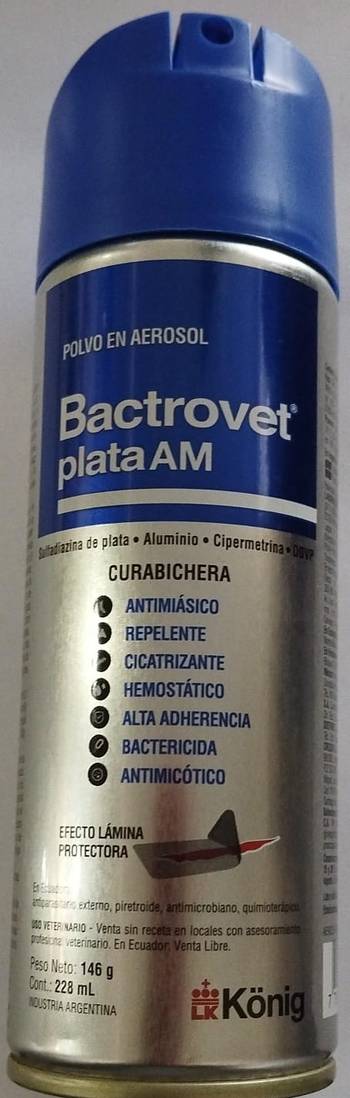 POLVO EN AEROSOL
Bactrovet®
plata AM
Sulfadiazina de plata • Aluminio • Cipermetrina • DDVP
CURABICHERA
ANTIMIÁSICO
REPELENTE
CICATRIZANTE
HEMOSTÁTICO
ALTA ADHERENCIA
BACTERICIDA
ANTIMICÓTICO
EFECTO LÁMINA
PROTECTORA
En Ecuador
antiparasitario externo, piretroide, antimicrobiano, quimioterápico
USO VETERINARIO - Venta sin receta en locales con asesoramiento
profesional veterinario. En Ecuador, Venta Libre.
Peso Neto: 146 g
Cont.: 228 mL
INDUSTRIA ARGENTINA
LK König